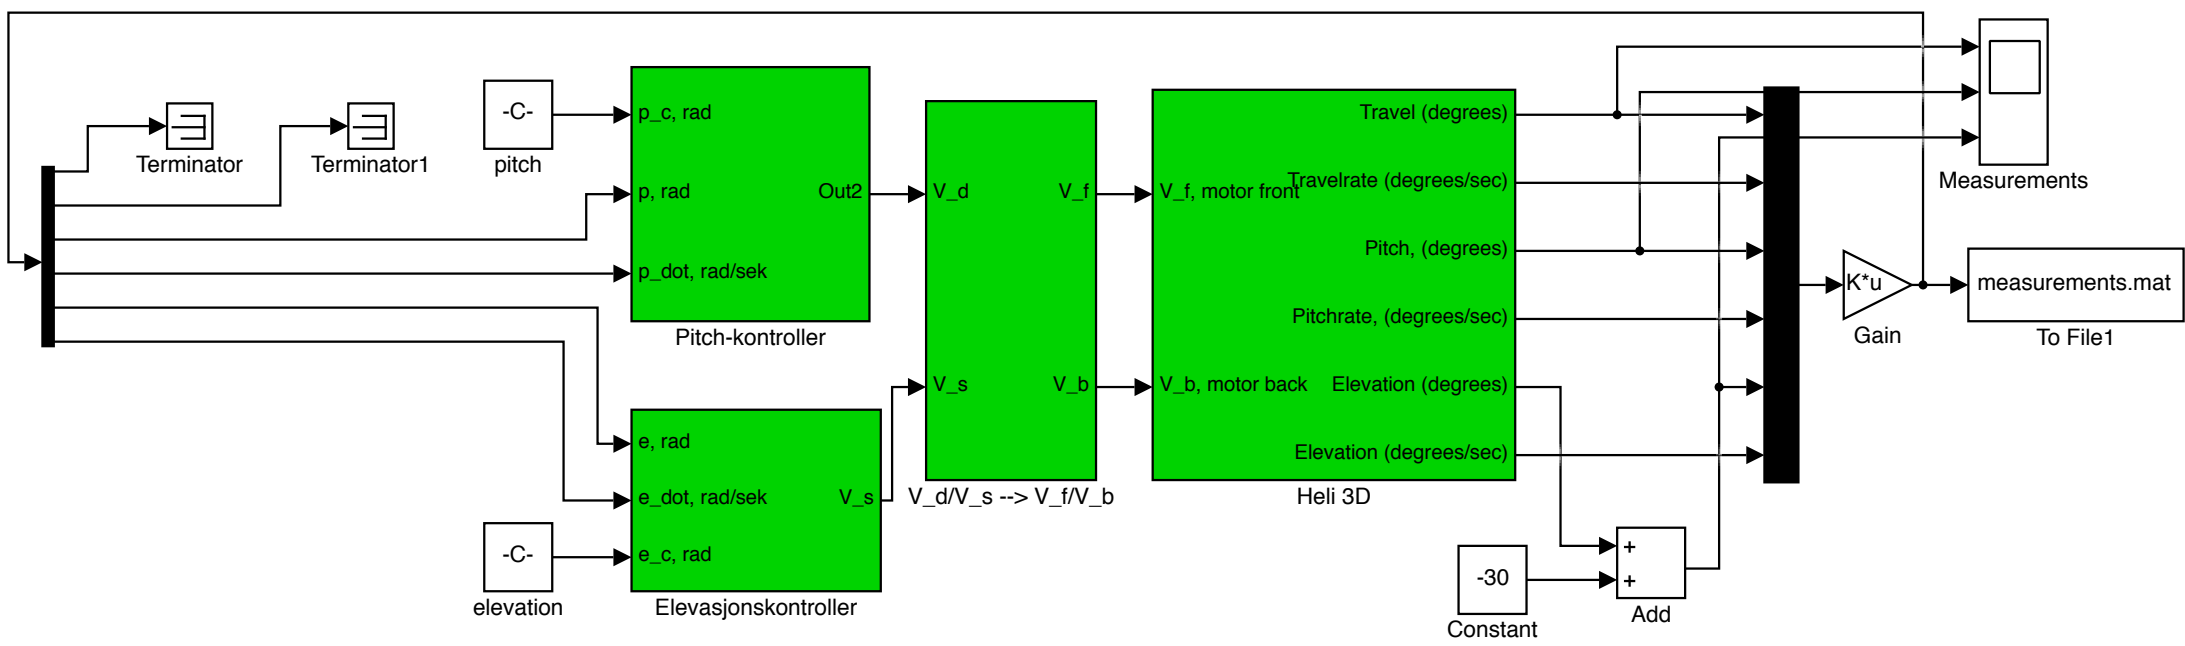 Terminator
Terminator1
-C-
pitch
p_c, rad
p, rad
Out2
p_dot, rad/sek
Pitch-kontroller
-C-
elevation
e, rad
e_dot, rad/sek
V_s
e_c, rad
Elevasjonskontroller
V_d
V_f
V_s
V_b
V_d/V_s --> V_f/V_b
Travel (degrees)
Travelrate (degrees/sec)
V_f, motor front
Pitch, (degrees)
Pitchrate, (degrees/sec)
V_b, motor back
Elevation (degrees)
Elevation (degrees/sec)
Heli 3D
-30
Constant
+
+
Add
K*u
Gain
Measurements
measurements.mat
To File1